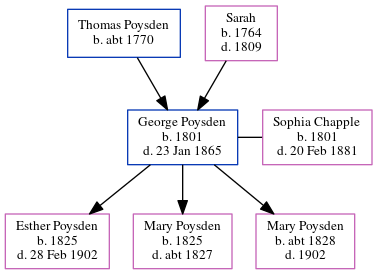 Thomas Poysden
b. abt 1770
Sarah
b. 1764
d. 1809
George Poysden
b. 1801
d. 23 Jan 1865
Sophia Chapple
b. 1801
d. 20 Feb 1881
Esther Poysden
b. 1825
d. 28 Feb 1902
Mary Poysden
b. 1825
d. abt 1827
Mary Poysden
b. abt 1828
d. 1902